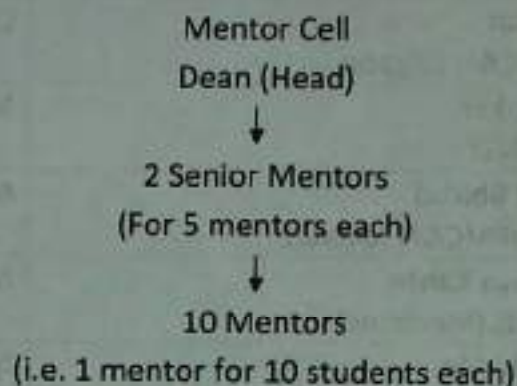 Mentor Cell
Dean (Head)
2 Senior Mentors
(For 5 mentors each)
10 Mentors
(i.e. 1 mentor for 10 students each)